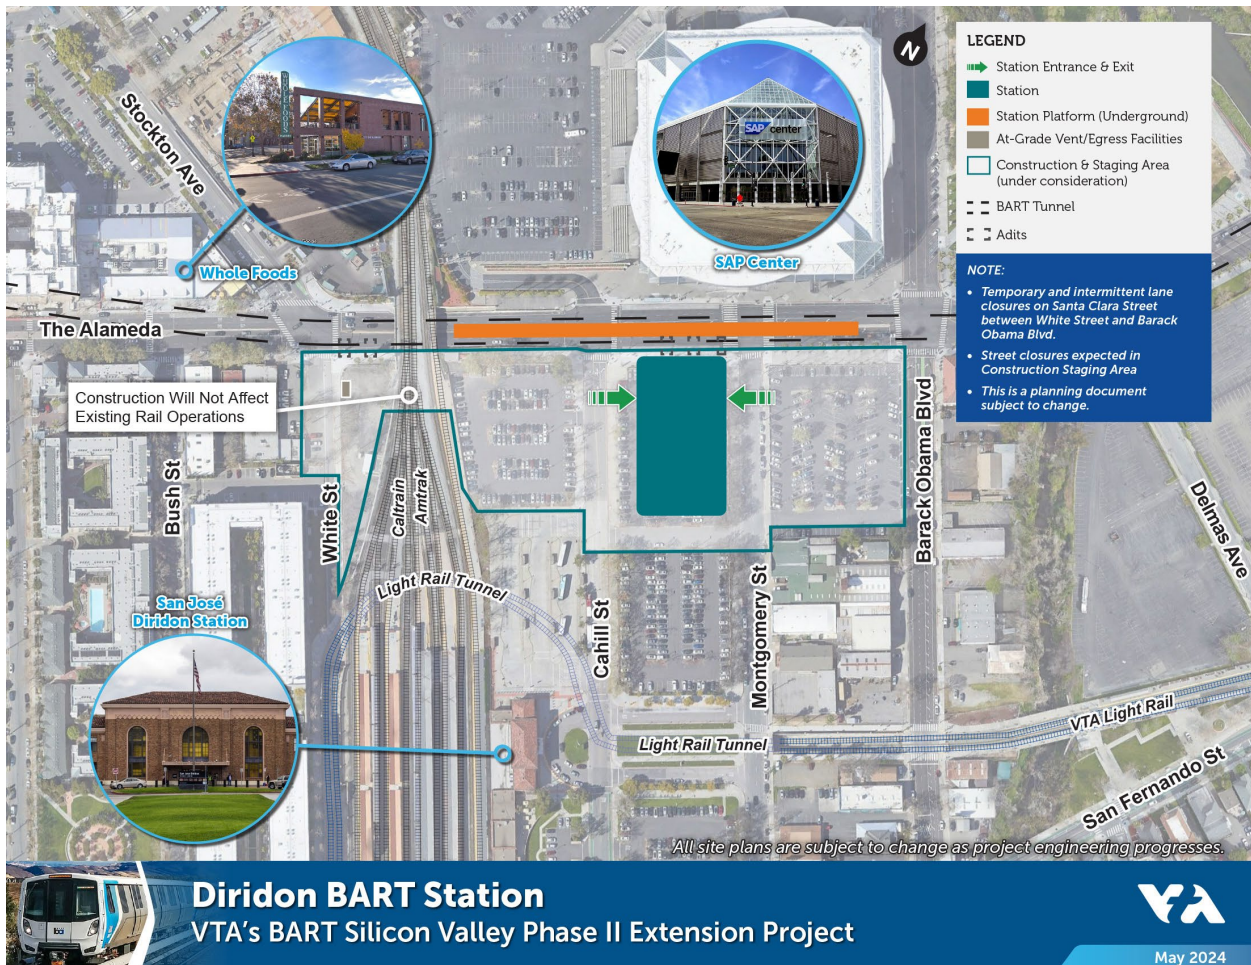 N
LEGEND
Station Entrance & Exit
Station
Station Platform (Underground)
At-Grade Vent/Egress Facilities
Construction & Staging Area
(under consideration)
BART Tunnel
Adits
NOTE:
• Temporary and intermittent lane
closures on Santa Clara Street
between White Street and Barack
Obama Blvd.
• Street closures expected in
Construction Staging Area
• This is a planning document
subject to change.
Stockton Ave
Whole Foods
SAP center
SAP Center
The Alameda
Construction Will Not Affect
Existing Rail Operations
Bush St
White St
Caltrain
Amtrak
Barack Obama Blvd
Delmas Ave
Light Rail Tunnel
San José
Diridon Station
Cahill St
Montgomery St
Light Rail Tunnel
VTA Light Rail
San Fernando St
All site plans are subject to change as project engineering progresses.
Diridon BART Station
VTA's BART Silicon Valley Phase II Extension Project
VTA
May 2024